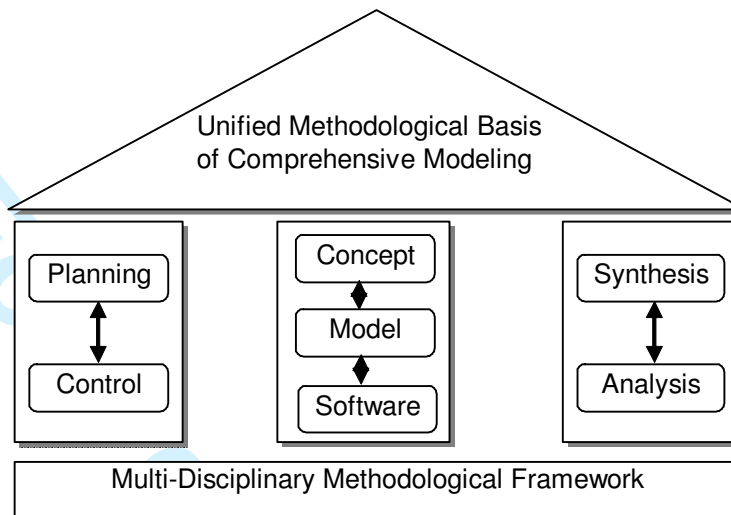 Unified Methodological Basis
of Comprehensive Modeling
Planning
Control
Concept
Model
Software
Synthesis
Analysis
Multi-Disciplinary Methodological Framework